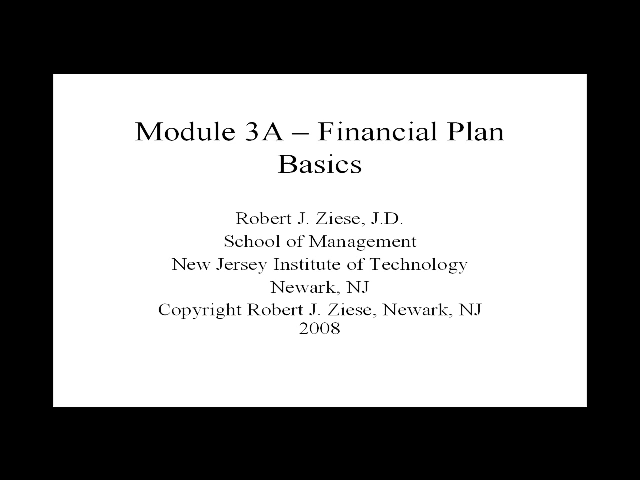 Module 3A – Financial Plan
Basics
Robert J. Ziese, J.D.
School of Management
New Jersey Institute of Technology
Newark, NJ
Copyright Robert J. Ziese, Newark, NJ
2008